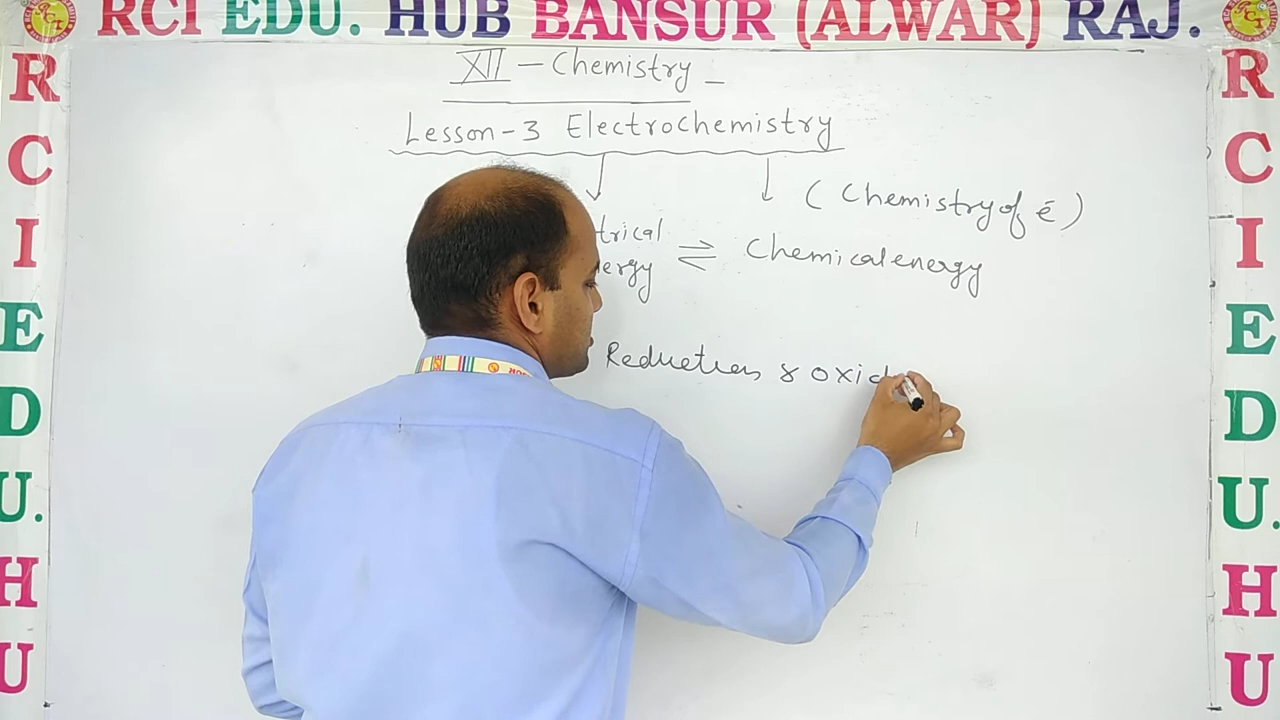 RCI EDU. HUB BANSUR (ALWAR) RAJ.
XII - Chemistry
Lesson-3 Electrochemistry
(Chemistry of é)
trical
ergy ⇌ Chemical energy
Reduction & oxid
R
C
I
E
D
U.
H
U
R
C
I
E
D
U.
H
U